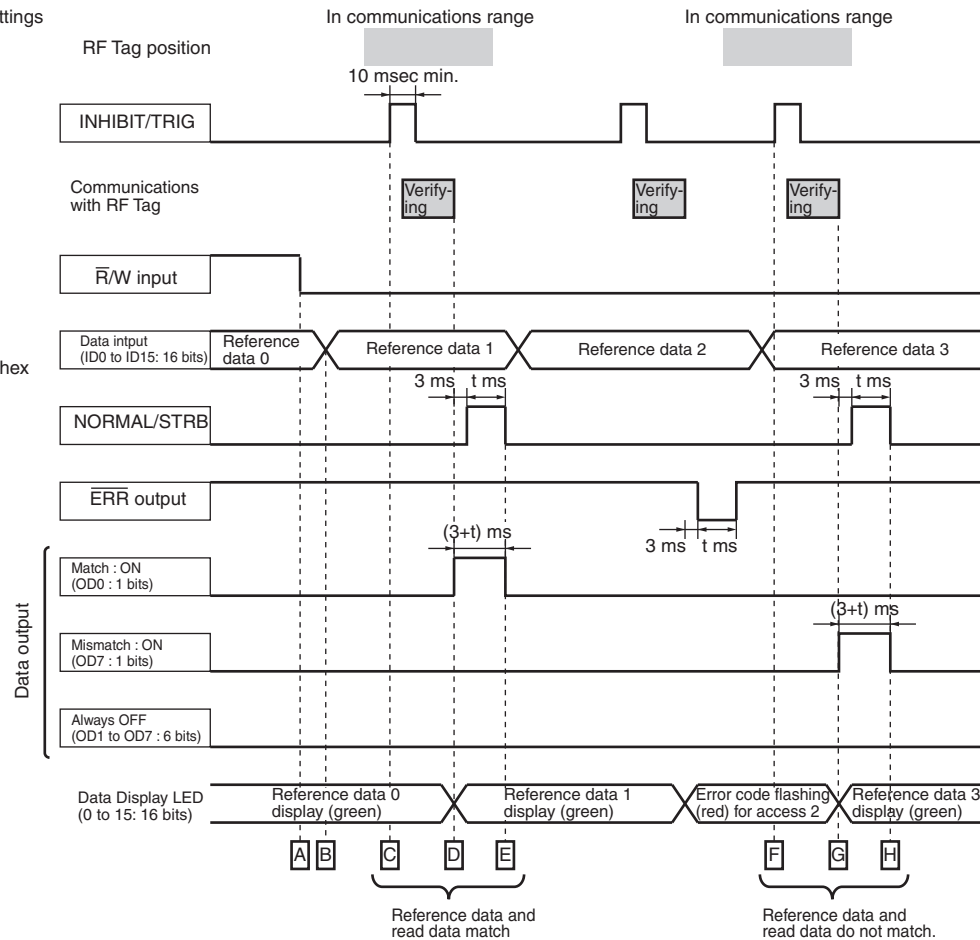 ttings
In communications range
In communications range
RF Tag position
10 msec min.
INHIBIT/TRIG
Communications
with RF Tag
Verify-
ing
Verify-
ing
Verify-
ing
R̅/W input
Data intput
(ID0 to ID15: 16 bits)
Reference
data 0
Reference data 1
Reference data 2
Reference data 3
hex
3 ms
t ms
3 ms
t ms
NORMAL/STRB
E̅R̅R̅ output
3 ms
t ms
(3+t) ms
Data output
Match : ON
(OD0 : 1 bits)
(3+t) ms
Mismatch : ON
(OD7 : 1 bits)
Always OFF
(OD1 to OD7 : 6 bits)
Data Display LED
(0 to 15: 16 bits)
Reference data 0
display (green)
Reference data 1
display (green)
Error code flashing
(red) for access 2
Reference data 3
display (green)
A
B
C
D
E
F
G
H
Reference data and
read data match
Reference data and
read data do not match.